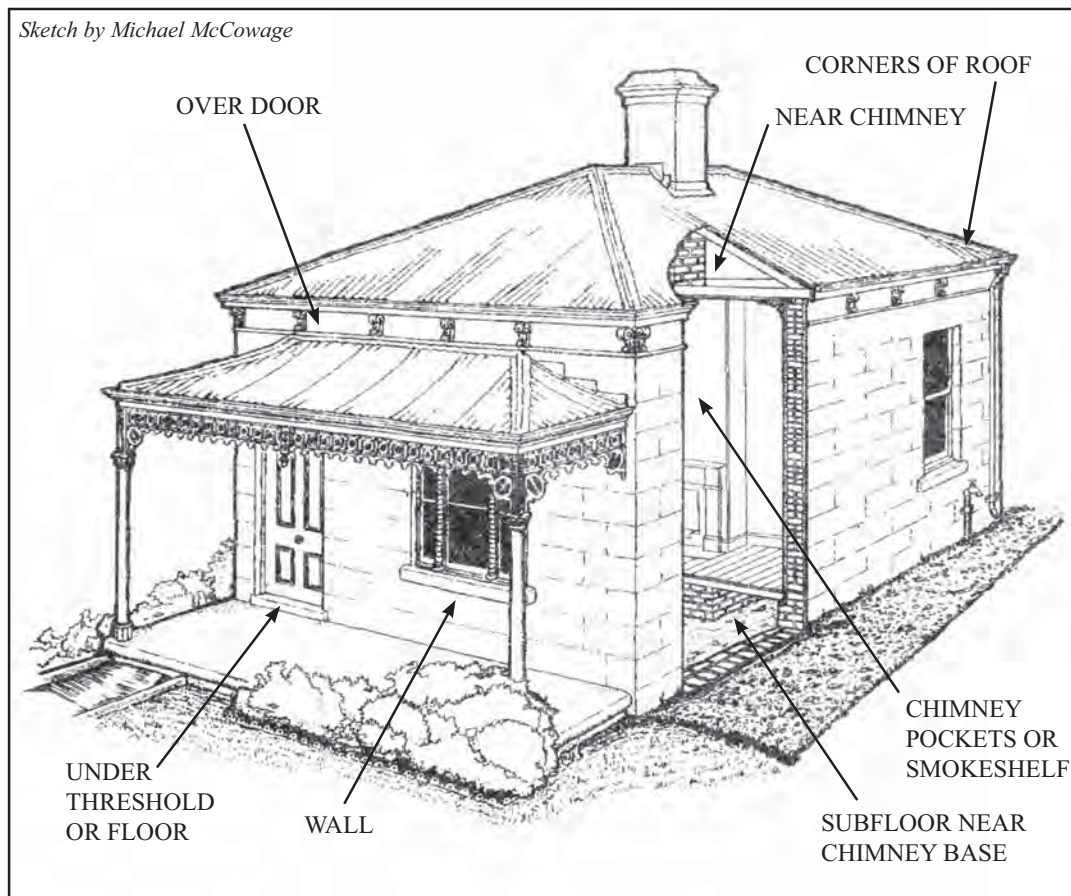 Sketch by Michael McCowage
CORNERS OF ROOF
OVER DOOR
NEAR CHIMNEY
CHIMNEY
POCKETS OR
SMOKESHELF
UNDER
THRESHOLD
OR FLOOR
WALL
SUBFLOOR NEAR
CHIMNEY BASE